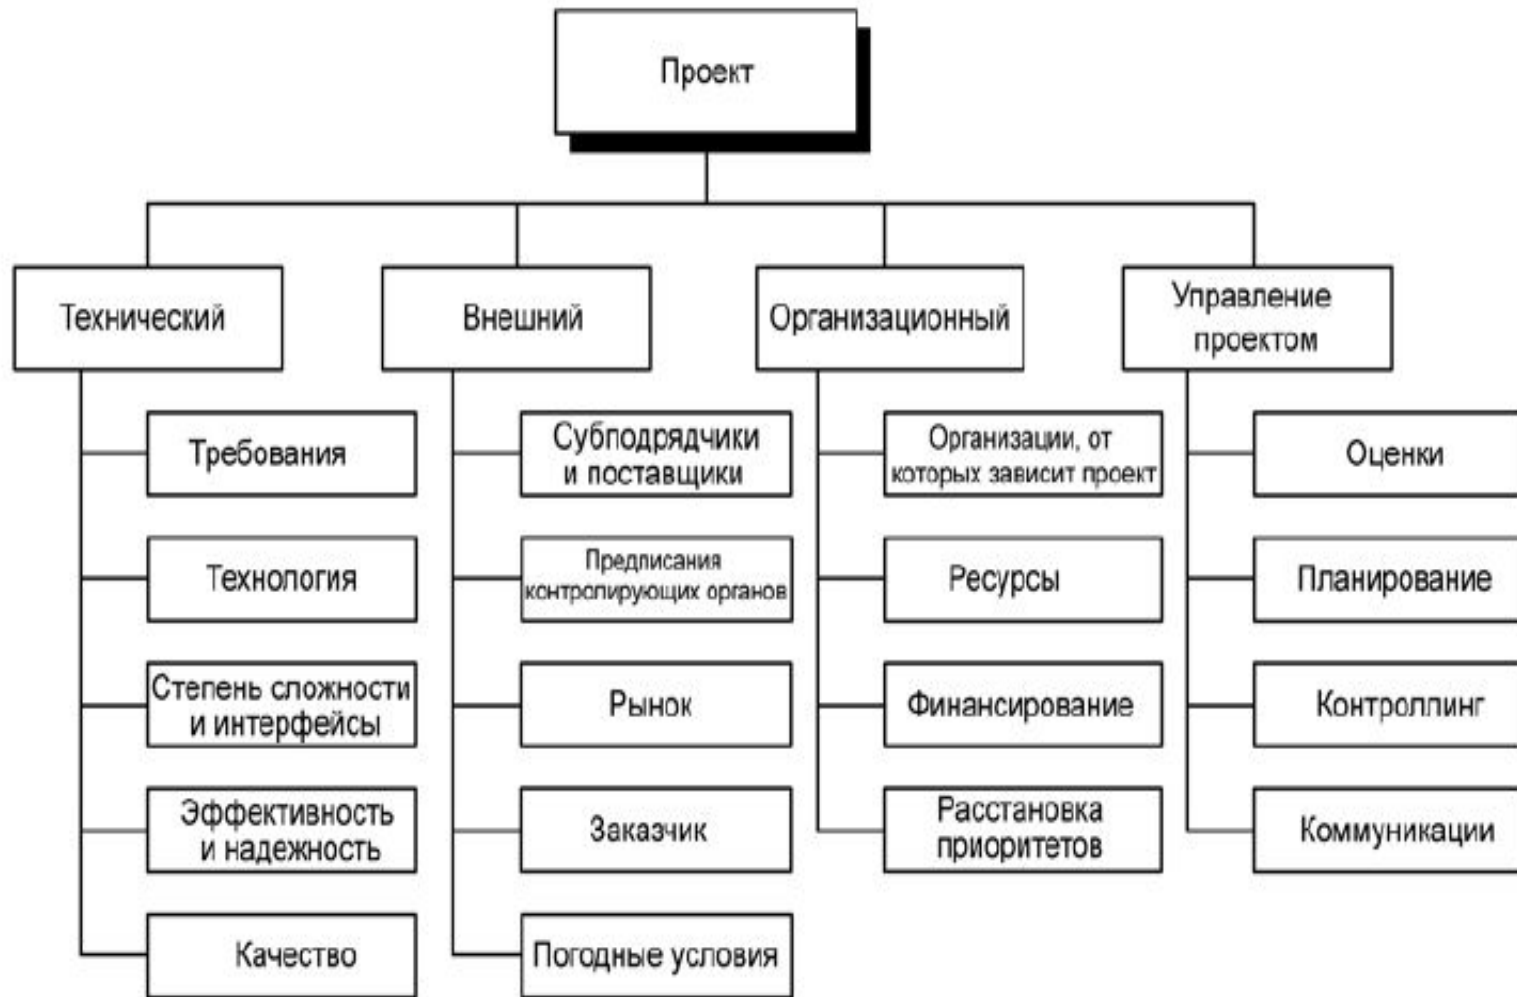 Проект
Технический
Внешний
Организационный
Управление
проектом
Требования
Технология
Степень сложности
и интерфейсы
Эффективность
и надежность
Качество
Субподрядчики
и поставщики
Предписания
контролирующих органов
Рынок
Заказчик
Погодные условия
Организации, от
которых зависит проект
Ресурсы
Финансирование
Расстановка
приоритетов
Оценки
Планирование
Контроллинг
Коммуникации